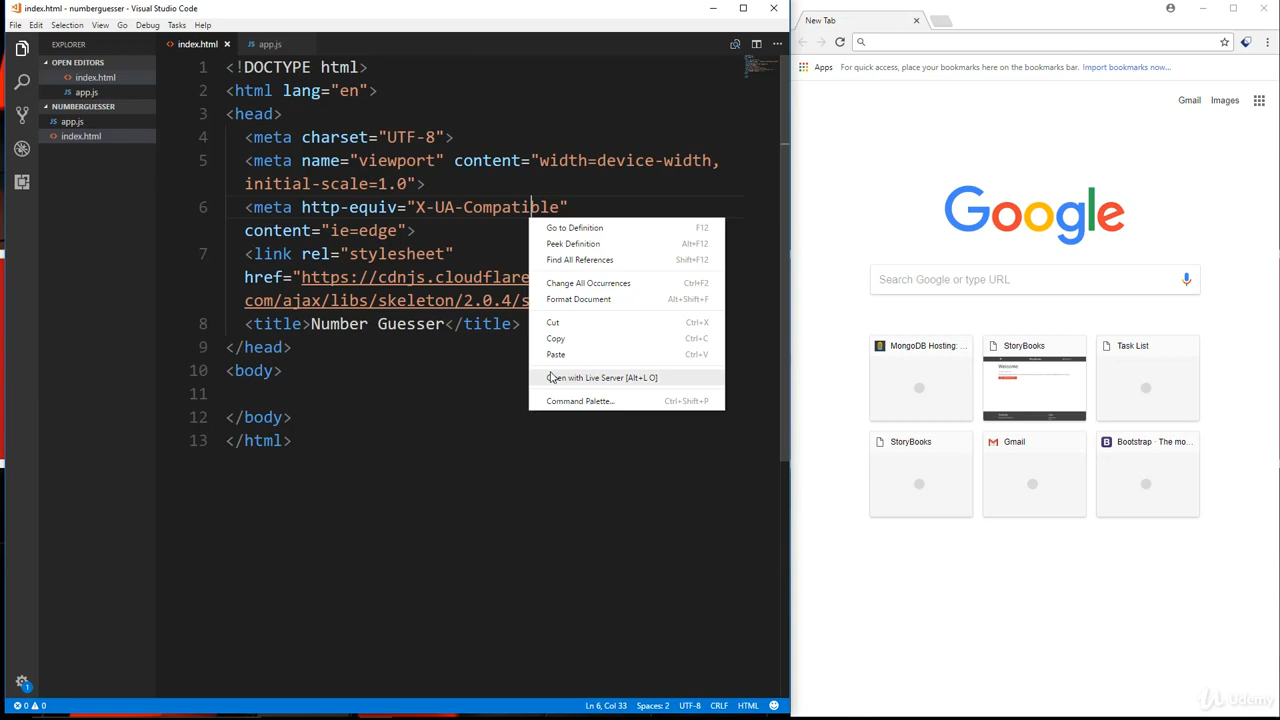 index.html - numberguesser - Visual Studio Code
File Edit Selection View Go Debug Tasks Help
EXPLORER
OPEN EDITORS
index.html
app.js
NUMBERGUESSER
app.js
index.html
1
index.html
app.js
1 <!DOCTYPE html>
2 <html lang="en">
3 <head>
4 <meta charset="UTF-8">
5 <meta name="viewport" content="width=device-width,
initial-scale=1.0">
6 <meta http-equiv="X-UA-Compatible"
content="ie=edge">
7 <link rel="stylesheet"
href="https://cdnjs.cloudflare
com/ajax/libs/skeleton/2.0.4/s
8 <title>Number Guesser</title>
9 </head>
10 <body>
11
12 </body>
13 </html>
Go to Definition F12
Peek Definition Alt+F12
Find All References Shift+F12
Change All Occurrences Ctrl+F2
Format Document Alt+Shift+F
Cut Ctrl+X
Copy Ctrl+C
Paste Ctrl+V
Open with Live Server [Alt+L O]
Command Palette... Ctrl+Shift+P
0 0
Ln 6, Col 33 Spaces: 2 UTF-8 CRLF HTML
New Tab
Apps For quick access, place your bookmarks here on the bookmarks bar. Import bookmarks now...
Gmail Images
Google
Search Google or type URL
MongoDB Hosting: ...
StoryBooks
Task List
StoryBooks
Gmail
Bootstrap · The mo...
Udemy